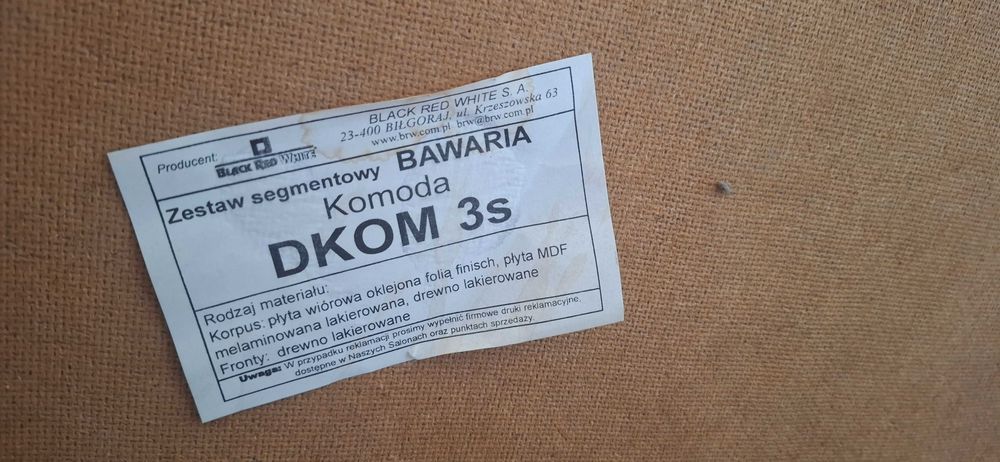 BLACK RED WHITE S. A.
23-400 BIŁGORAJ, ul. Krzeszowska 63
www.brw.com.pl brw@brw.com.pl
Producent: BLACK RED WHITE
Zestaw segmentowy BAWARIA
Komoda
DKOM 3s
Rodzaj materiału:
Korpus: płyta wiórowa oklejona folią finisch, płyta MDF
melaminowana lakierowana, drewno lakierowane
Fronty: drewno lakierowane
Uwaga: W przypadku reklamacji prosimy wypełnić firmowe druki reklamacyjne,
dostępne w Naszych Salonach oraz punktach sprzedaży.